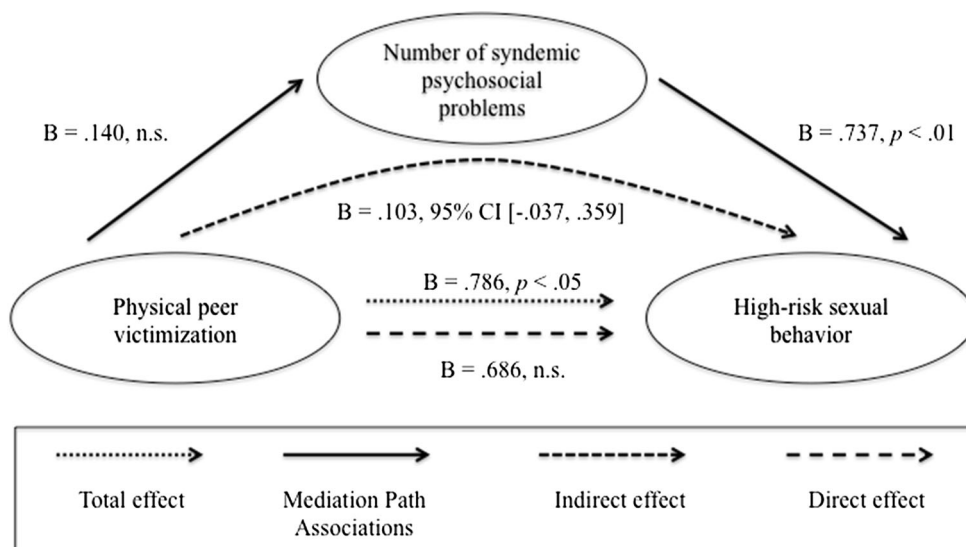 Number of syndemic
psychosocial
problems
B = .140, n.s.
B = .737, p < .01
B = .103, 95% CI [-.037, .359]
Physical peer
victimization
B = .786, p < .05
High-risk sexual
behavior
B = .686, n.s.
Total effect
Mediation Path
Associations
Indirect effect
Direct effect